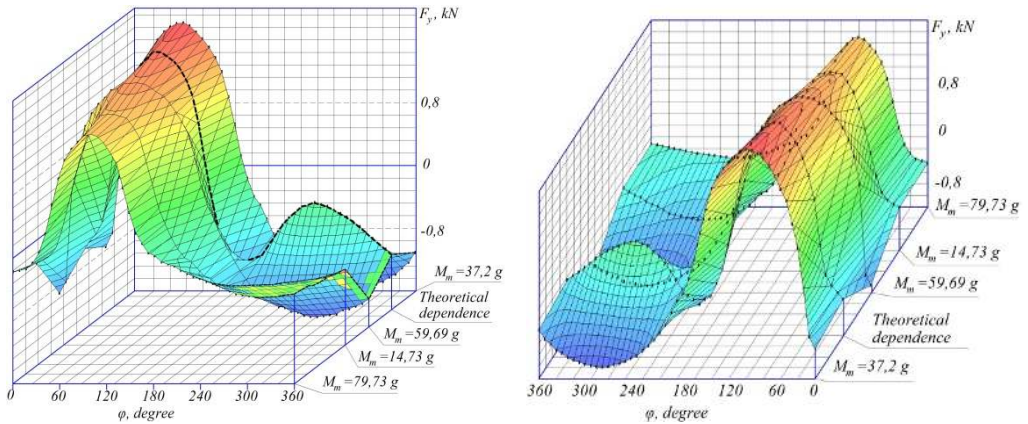 F_y, kN
0,8
0
-0,8
M_m=37,2 g
Theoretical
dependence
M_m=59,69 g
M_m=14,73 g
M_m=79,73 g
0 60 120 180 240 300 360
φ, degree
F_y, kN
0,8
0
-0,8
M_m=79,73 g
M_m=14,73 g
M_m=59,69 g
Theoretical
dependence
M_m=37,2 g
360 300 240 180 120 60 0
φ, degree